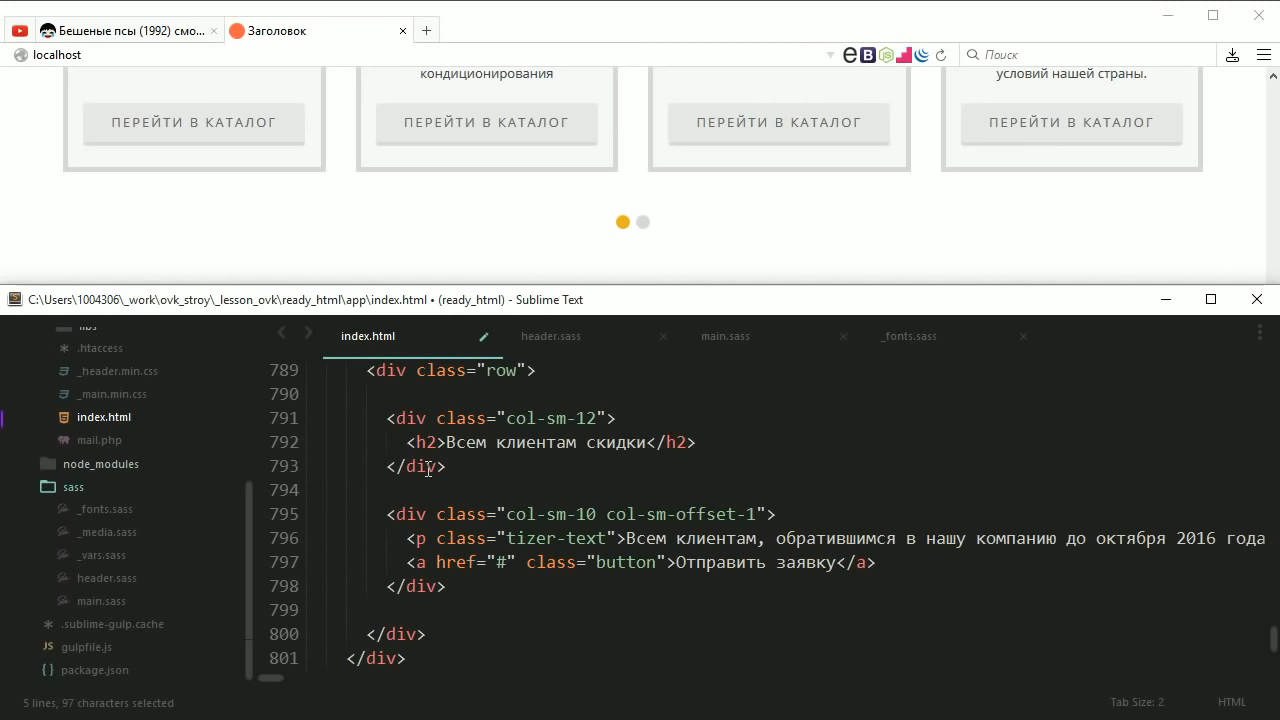 Бешеные псы (1992) смо...
Заголовок
localhost
Поиск
кондиционирования
условий нашей страны.
ПЕРЕЙТИ В КАТАЛОГ
ПЕРЕЙТИ В КАТАЛОГ
ПЕРЕЙТИ В КАТАЛОГ
ПЕРЕЙТИ В КАТАЛОГ
C:\Users\1004306\_work\ovk_stroy\_lesson_ovk\ready_html\app\index.html • (ready_html) - Sublime Text
libs
.htaccess
_header.min.css
_main.min.css
index.html
mail.php
node_modules
sass
_fonts.sass
_media.sass
_vars.sass
header.sass
main.sass
.sublime-gulp.cache
JS gulpfile.js
{ } package.json
index.html
header.sass
main.sass
_fonts.sass
789 <div class="row">
790
791 <div class="col-sm-12">
792 <h2>Всем клиентам скидки</h2>
793 </div>
794
795 <div class="col-sm-10 col-sm-offset-1">
796 <p class="tizer-text">Всем клиентам, обратившимся в нашу компанию до октября 2016 года
797 <a href="#" class="button">Отправить заявку</a>
798 </div>
799
800 </div>
801 </div>
5 lines, 97 characters selected
Tab Size: 2
HTML